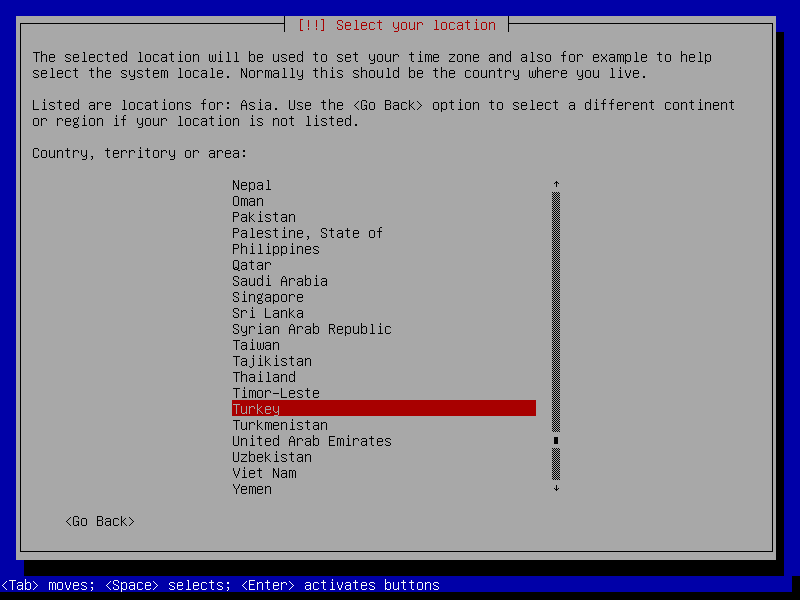 [!!] Select your location
The selected location will be used to set your time zone and also for example to help
select the system locale. Normally this should be the country where you live.
Listed are locations for: Asia. Use the <Go Back> option to select a different continent
or region if your location is not listed.
Country, territory or area:
Nepal
Oman
Pakistan
Palestine, State of
Philippines
Qatar
Saudi Arabia
Singapore
Sri Lanka
Syrian Arab Republic
Taiwan
Tajikistan
Thailand
Timor-Leste
Turkey
Turkmenistan
United Arab Emirates
Uzbekistan
Viet Nam
Yemen
<Go Back>
<Tab> moves; <Space> selects; <Enter> activates buttons